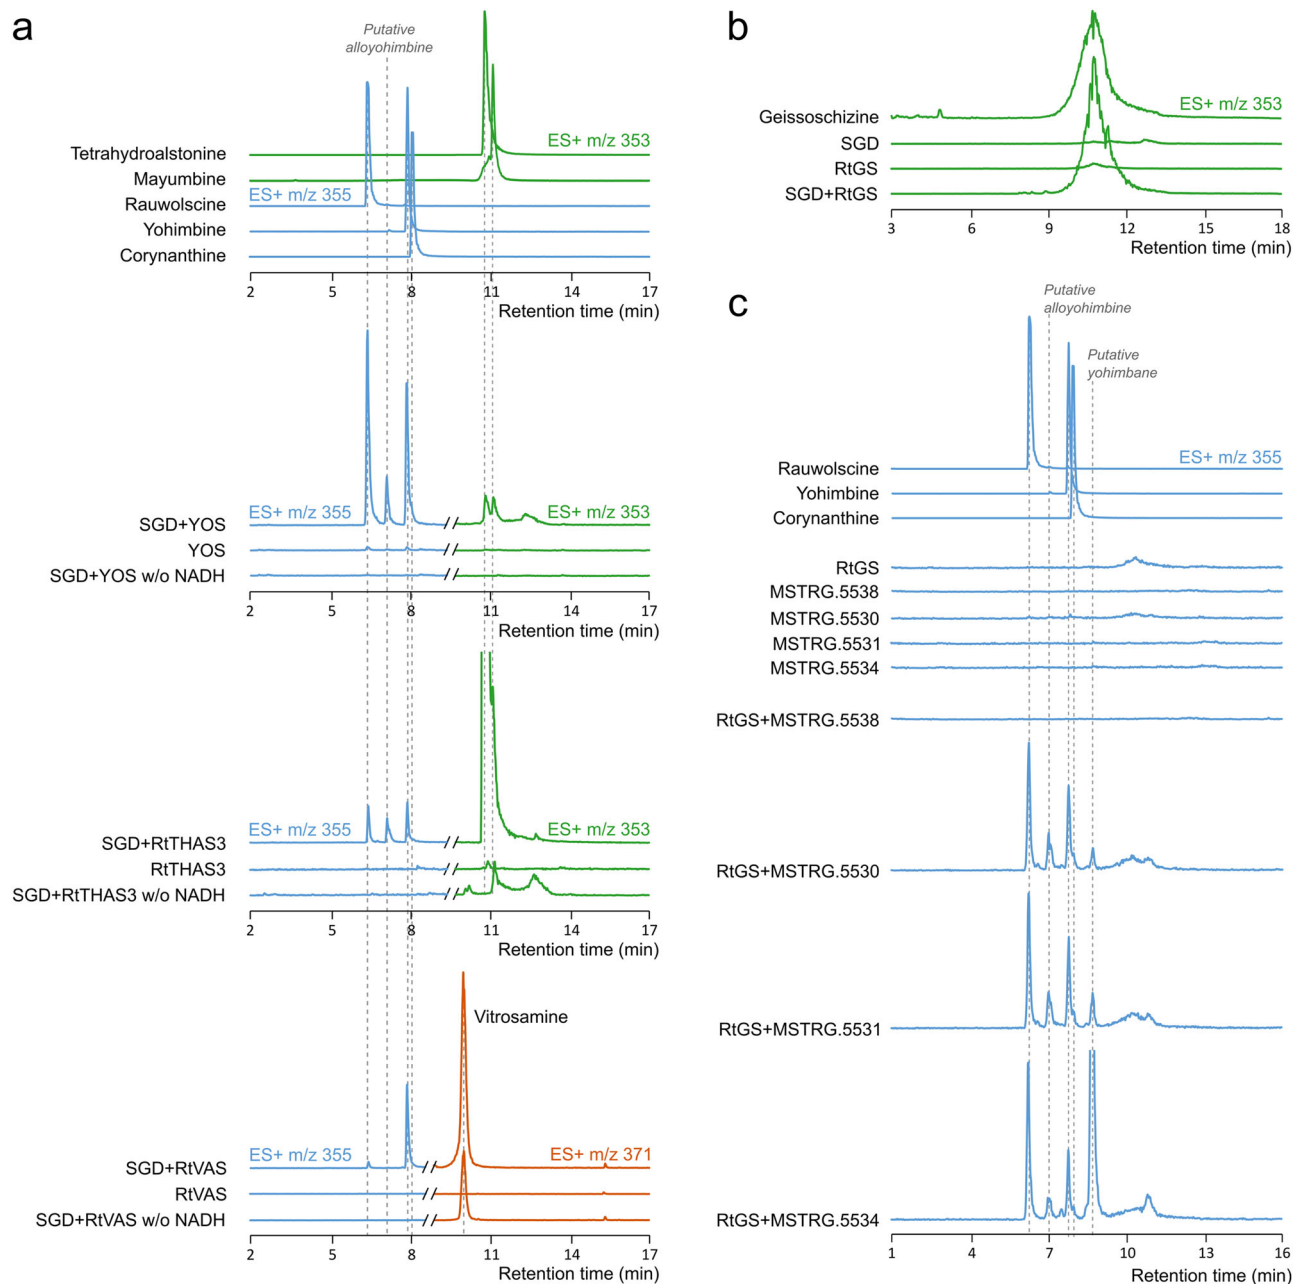 a
Putative
alloyohimbine
ES+ m/z 353
Tetrahydroalstonine
Mayumbine
ES+ m/z 355
Rauwolscine
Yohimbine
Corynanthine
2 5 8 11 14 17
Retention time (min)
ES+ m/z 355
ES+ m/z 353
SGD+YOS
YOS
SGD+YOS w/o NADH
2 5 8 11 14 17
Retention time (min)
ES+ m/z 355
ES+ m/z 353
SGD+RtTHAS3
RtTHAS3
SGD+RtTHAS3 w/o NADH
2 5 8 11 14 17
Retention time (min)
Vitrosamine
ES+ m/z 355
ES+ m/z 371
SGD+RtVAS
RtVAS
SGD+RtVAS w/o NADH
2 5 8 11 14 17
Retention time (min)
b
ES+ m/z 353
Geissoschizine
SGD
RtGS
SGD+RtGS
3 6 9 12 15 18
Retention time (min)
c
Putative
alloyohimbine
Putative
yohimbane
Rauwolscine
ES+ m/z 355
Yohimbine
Corynanthine
RtGS
MSTRG.5538
MSTRG.5530
MSTRG.5531
MSTRG.5534
RtGS+MSTRG.5538
RtGS+MSTRG.5530
RtGS+MSTRG.5531
RtGS+MSTRG.5534
1 4 7 10 13 16
Retention time (min)